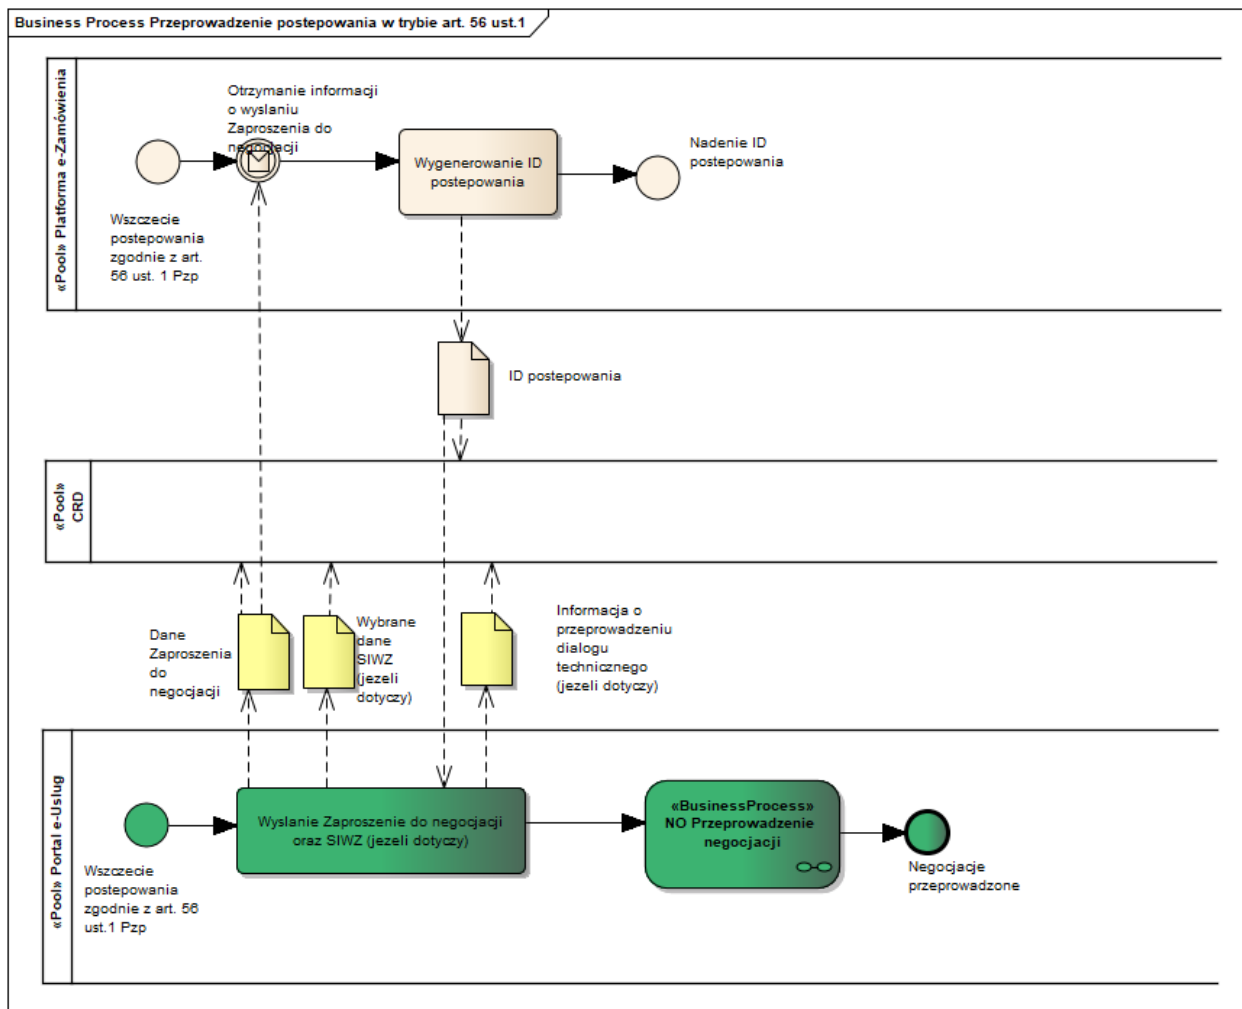 Business Process Przeprowadzenie postepowania w trybie art. 56 ust.1
«Pool» Platforma e-Zamówienia
Otrzymanie informacji
o wyslaniu
Zaproszenia do
negocjacji
Wszczecie
postepowania
zgodnie z art.
56 ust. 1 Pzp
Wygenerowanie ID
postepowania
Nadenie ID
postepowania
ID postepowania
«Pool»
CRD
Dane
Zaproszenia
do
negocjacji
Wybrane
dane
SIWZ
(jezeli
dotyczy)
Informacja o
przeprowadzeniu
dialogu
technicznego
(jezeli dotyczy)
«Pool» Portal e-Uslug
Wszczecie
postepowania
zgodnie z art. 56
ust.1 Pzp
Wyslanie Zaproszenie do negocjacji
oraz SIWZ (jezeli dotyczy)
«BusinessProcess»
NO Przeprowadzenie
negocjacji
Negocjacje
przeprowadzone